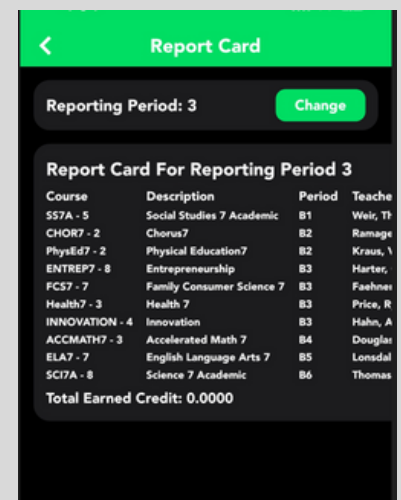 Report Card
Reporting Period: 3 Change
Report Card For Reporting Period 3
Course Description Period Teache
SS7A - 5 Social Studies 7 Academic B1 Weir, Th
CHOR7 - 2 Chorus7 B2 Ramage
PhysEd7 - 2 Physical Education7 B2 Kraus, V
ENTREP7 - 8 Entrepreneurship B3 Harter,
FCS7 - 7 Family Consumer Science 7 B3 Faehner
Health7 - 3 Health 7 B3 Price, R
INNOVATION - 4 Innovation B3 Hahn, A
ACCMATH7 - 3 Accelerated Math 7 B4 Douglas
ELA7 - 7 English Language Arts 7 B5 Lonsdal
SCI7A - 8 Science 7 Academic B6 Thomas
Total Earned Credit: 0.0000